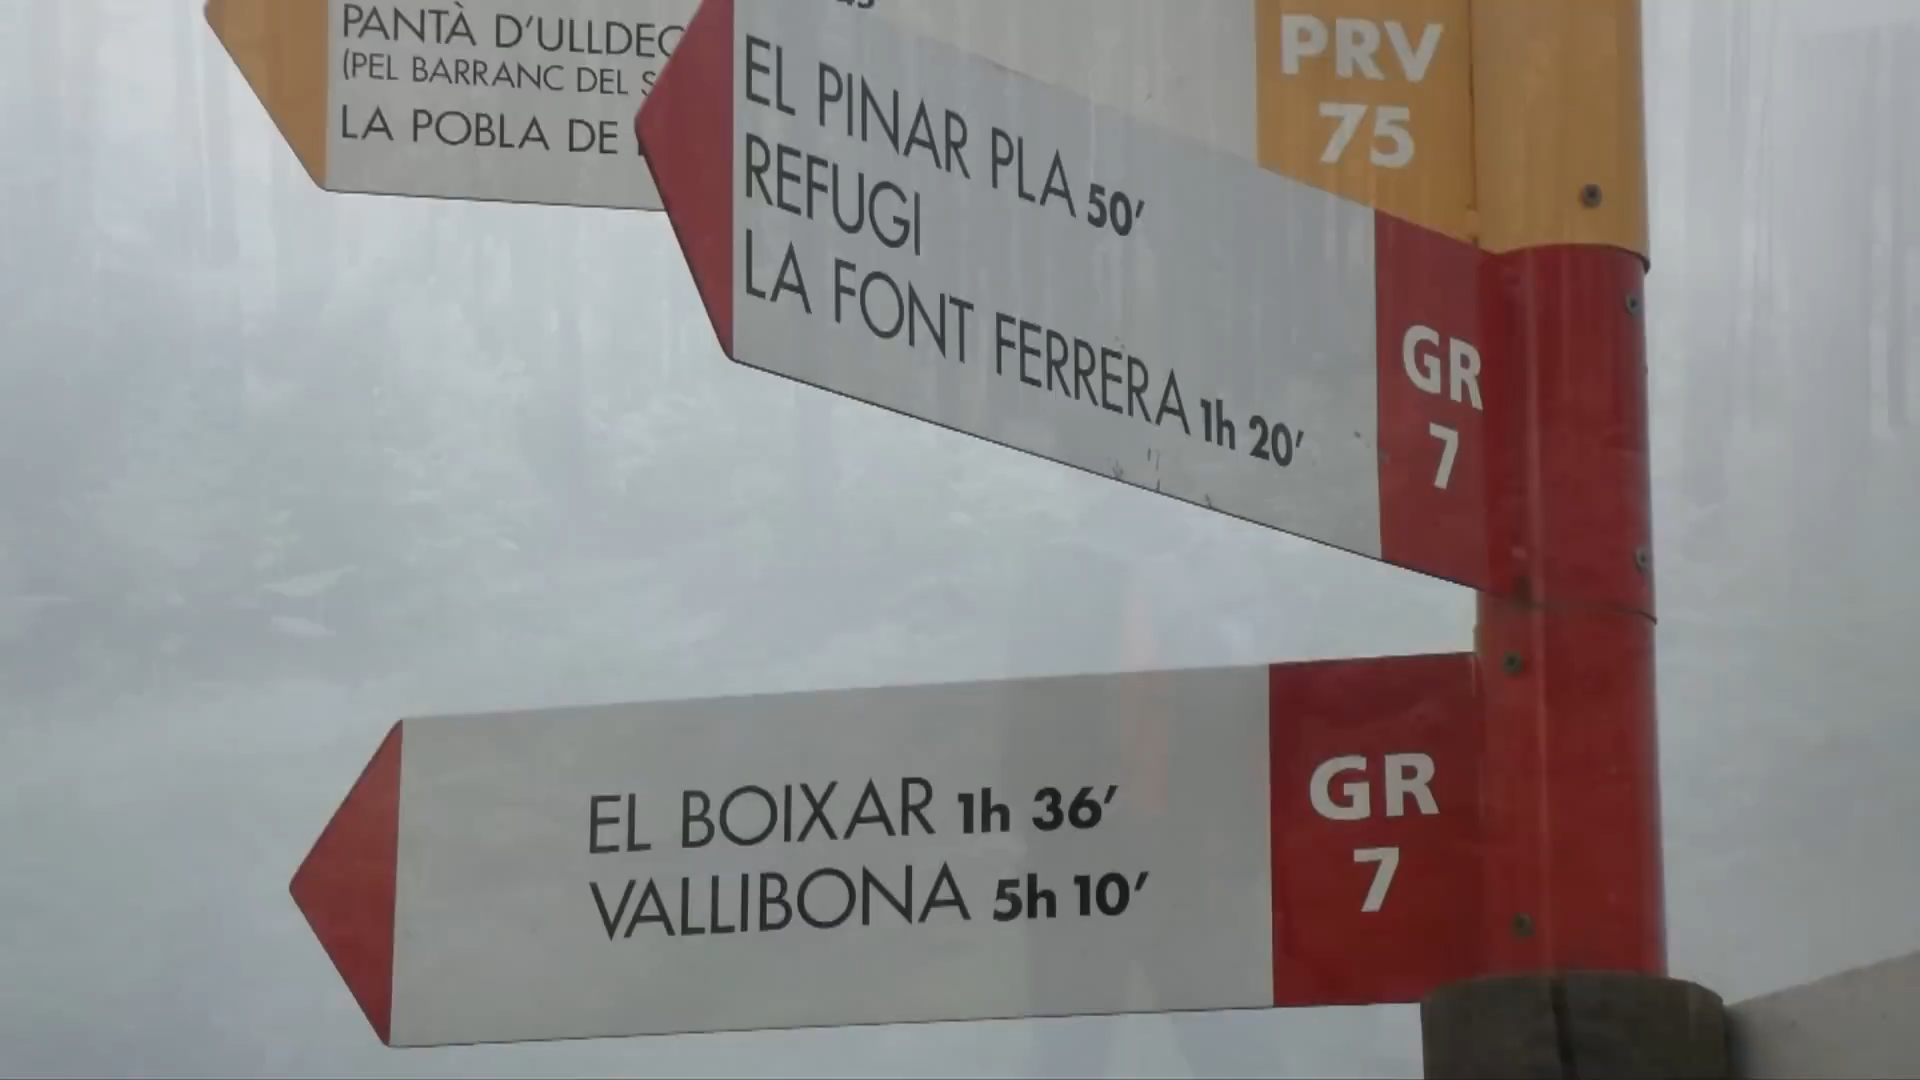 PANTÀ D'ULLDEC
(PEL BARRANC DEL
LA POBLA DE
PRV
75
EL PINAR PLA 50'
REFUGI
LA FONT FERRERA 1h 20'
GR
7
EL BOIXAR 1h 36'
VALLIBONA 5h 10'
GR
7